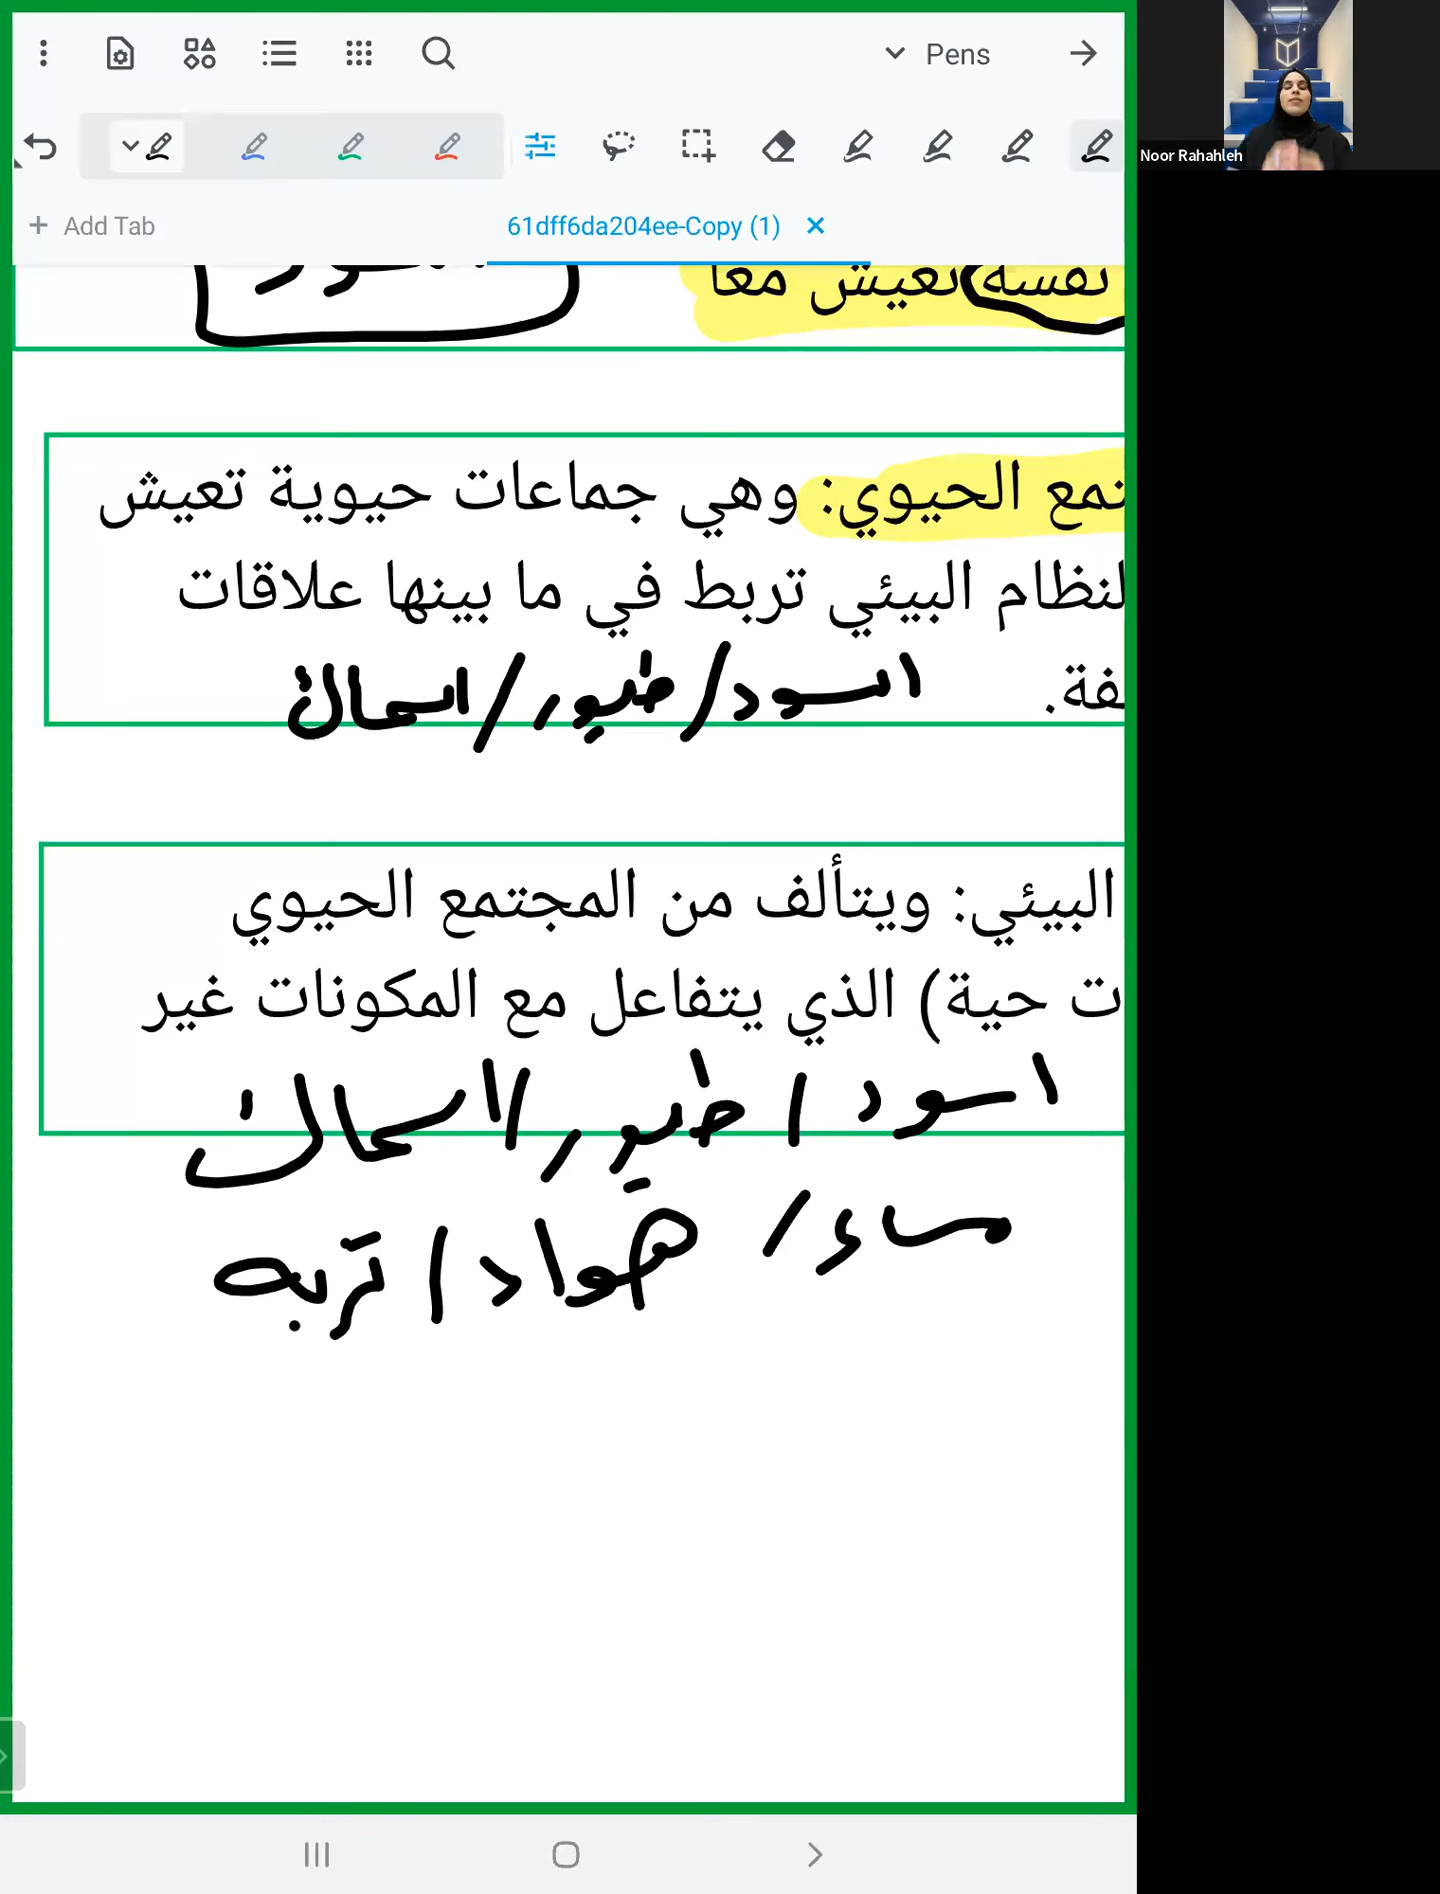 Pens
Noor Rahahleh
Add Tab
61dff6da204ee-Copy (1)
نفسه تعيش معا
تمع الحيوي: وهي جماعات حيوية تعيش
لنظام البيئي تربط في ما بينها علاقات
فة.
اسود / طيور / اسماك
البيئي: ويتألف من المجتمع الحيوي
ت حية) الذي يتفاعل مع المكونات غير
اسود / طيور / اسماك
ماء / هواء / تربه